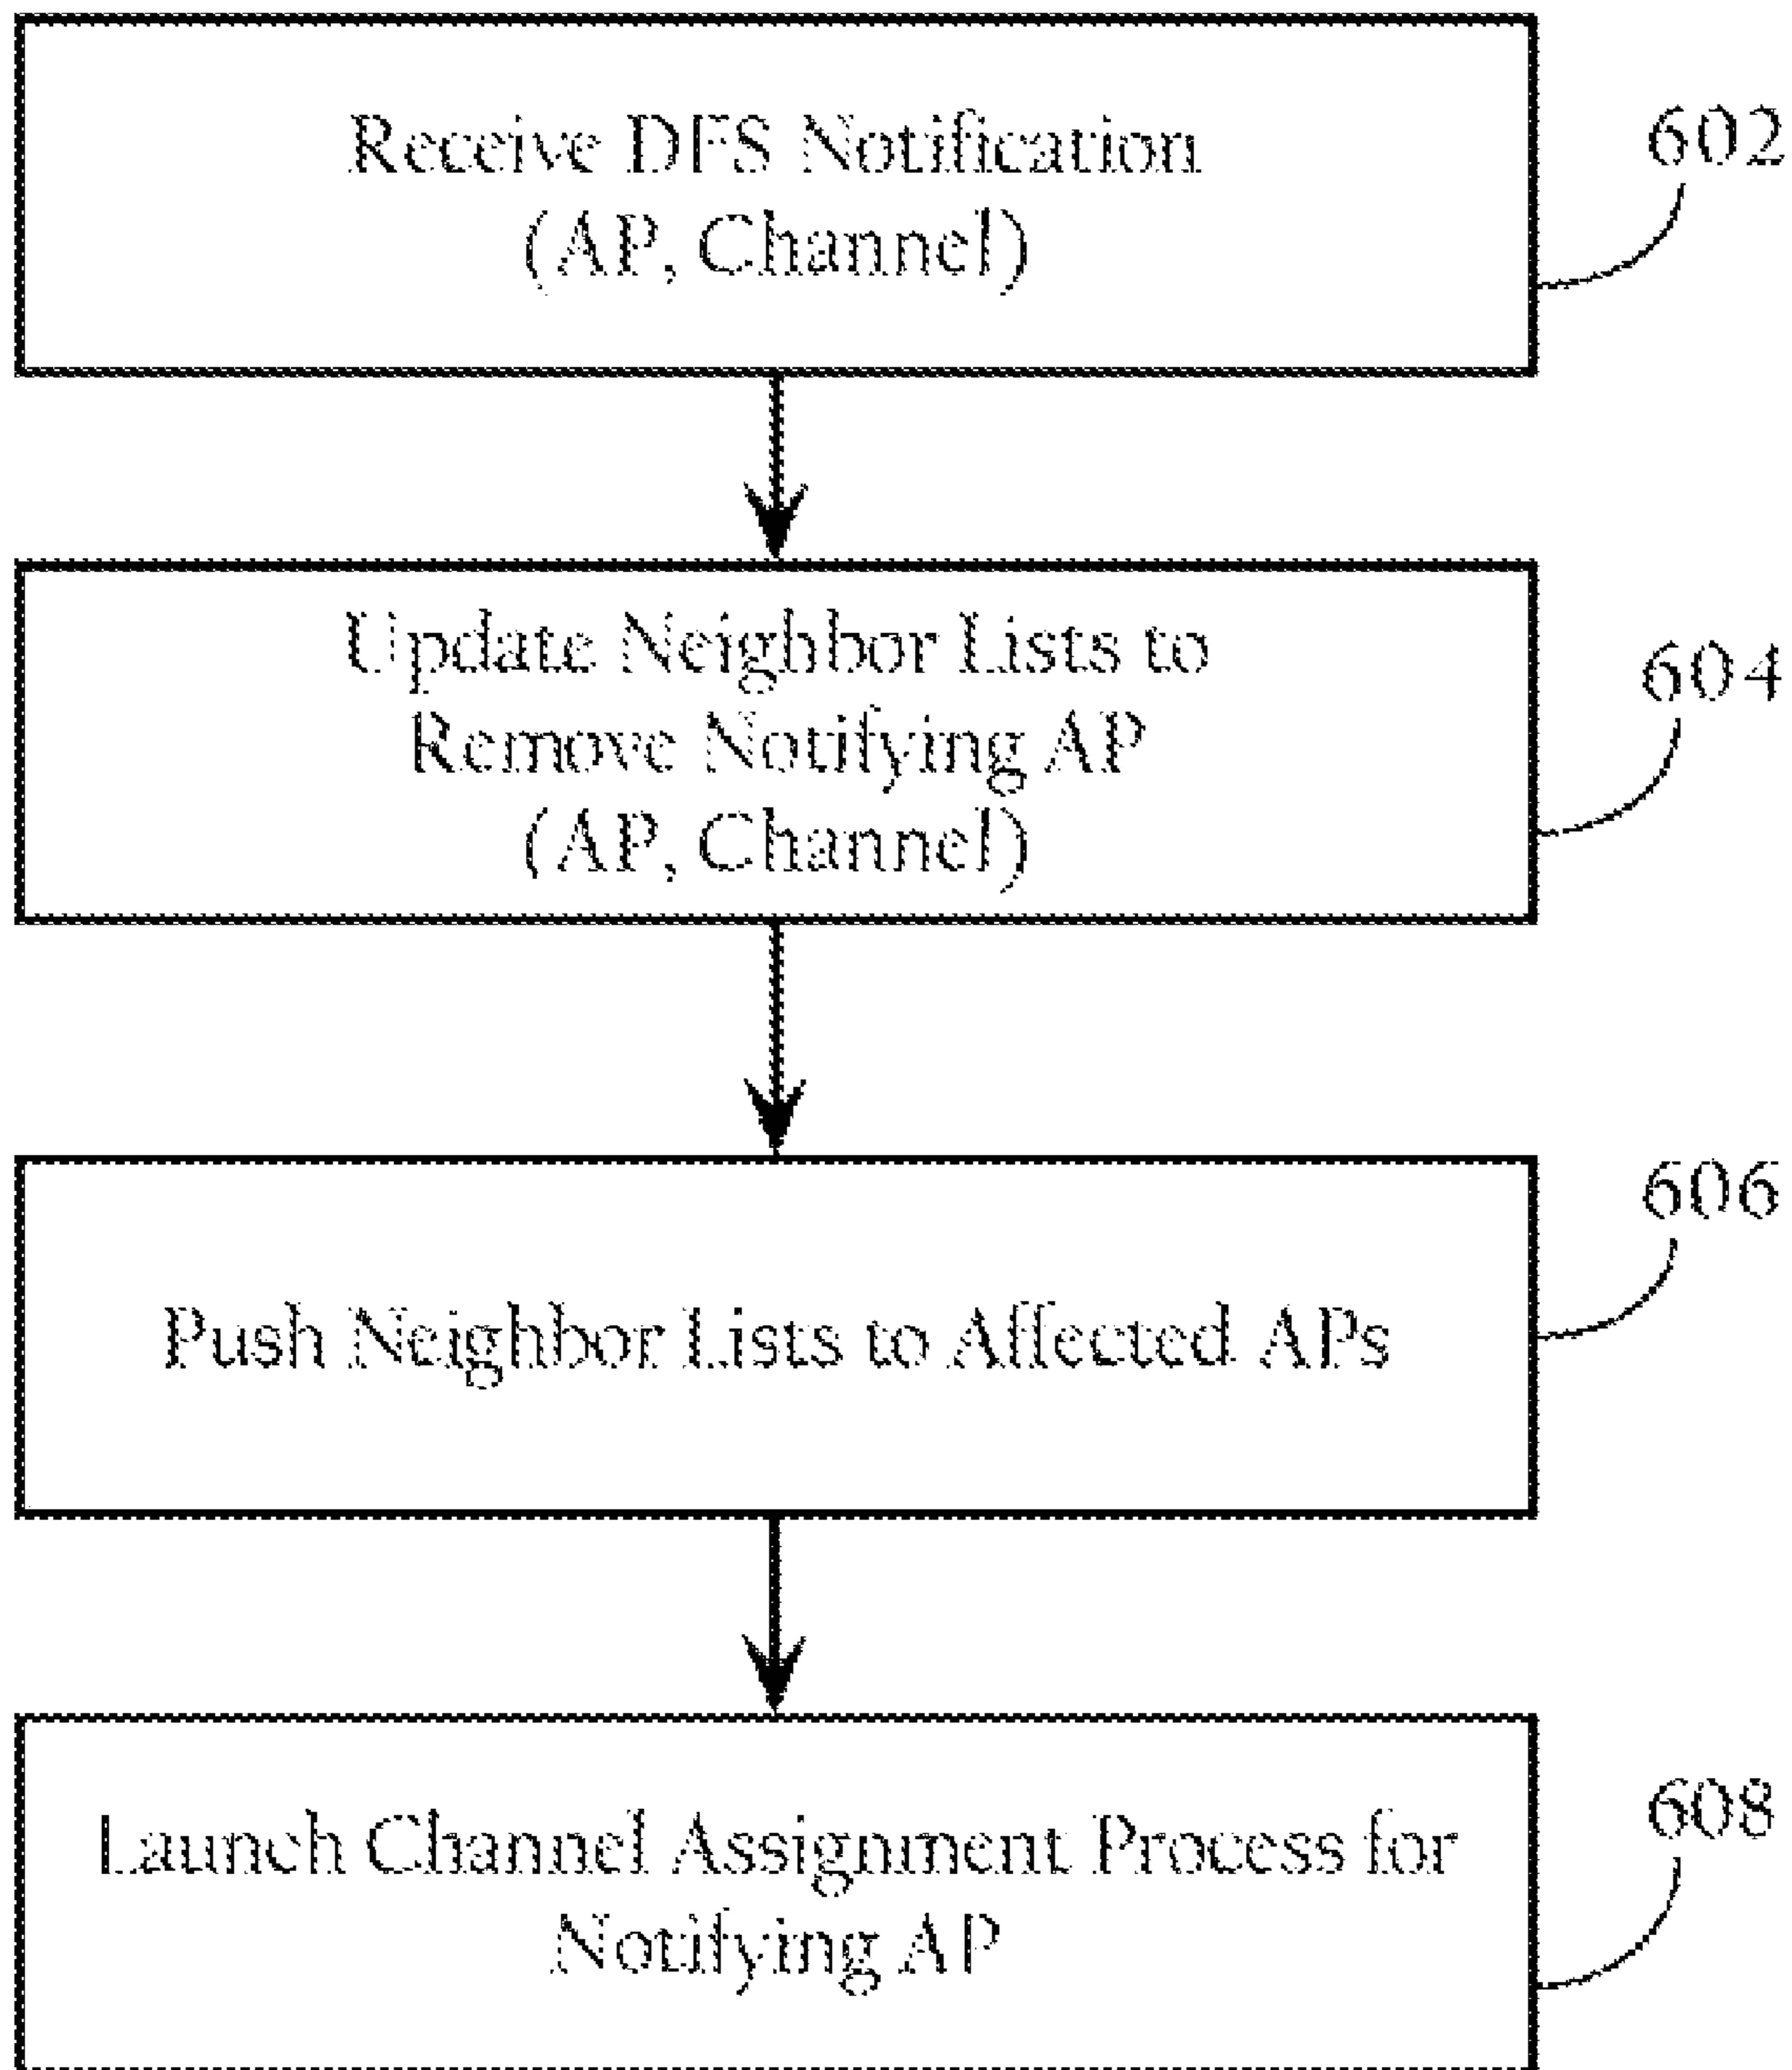 Receive DFS Notification
(AP, Channel)
602
Update Neighbor Lists to
Remove Notifying AP
(AP, Channel)
604
Push Neighbor Lists to Affected APs
606
Launch Channel Assignment Process for
Notifying AP
608